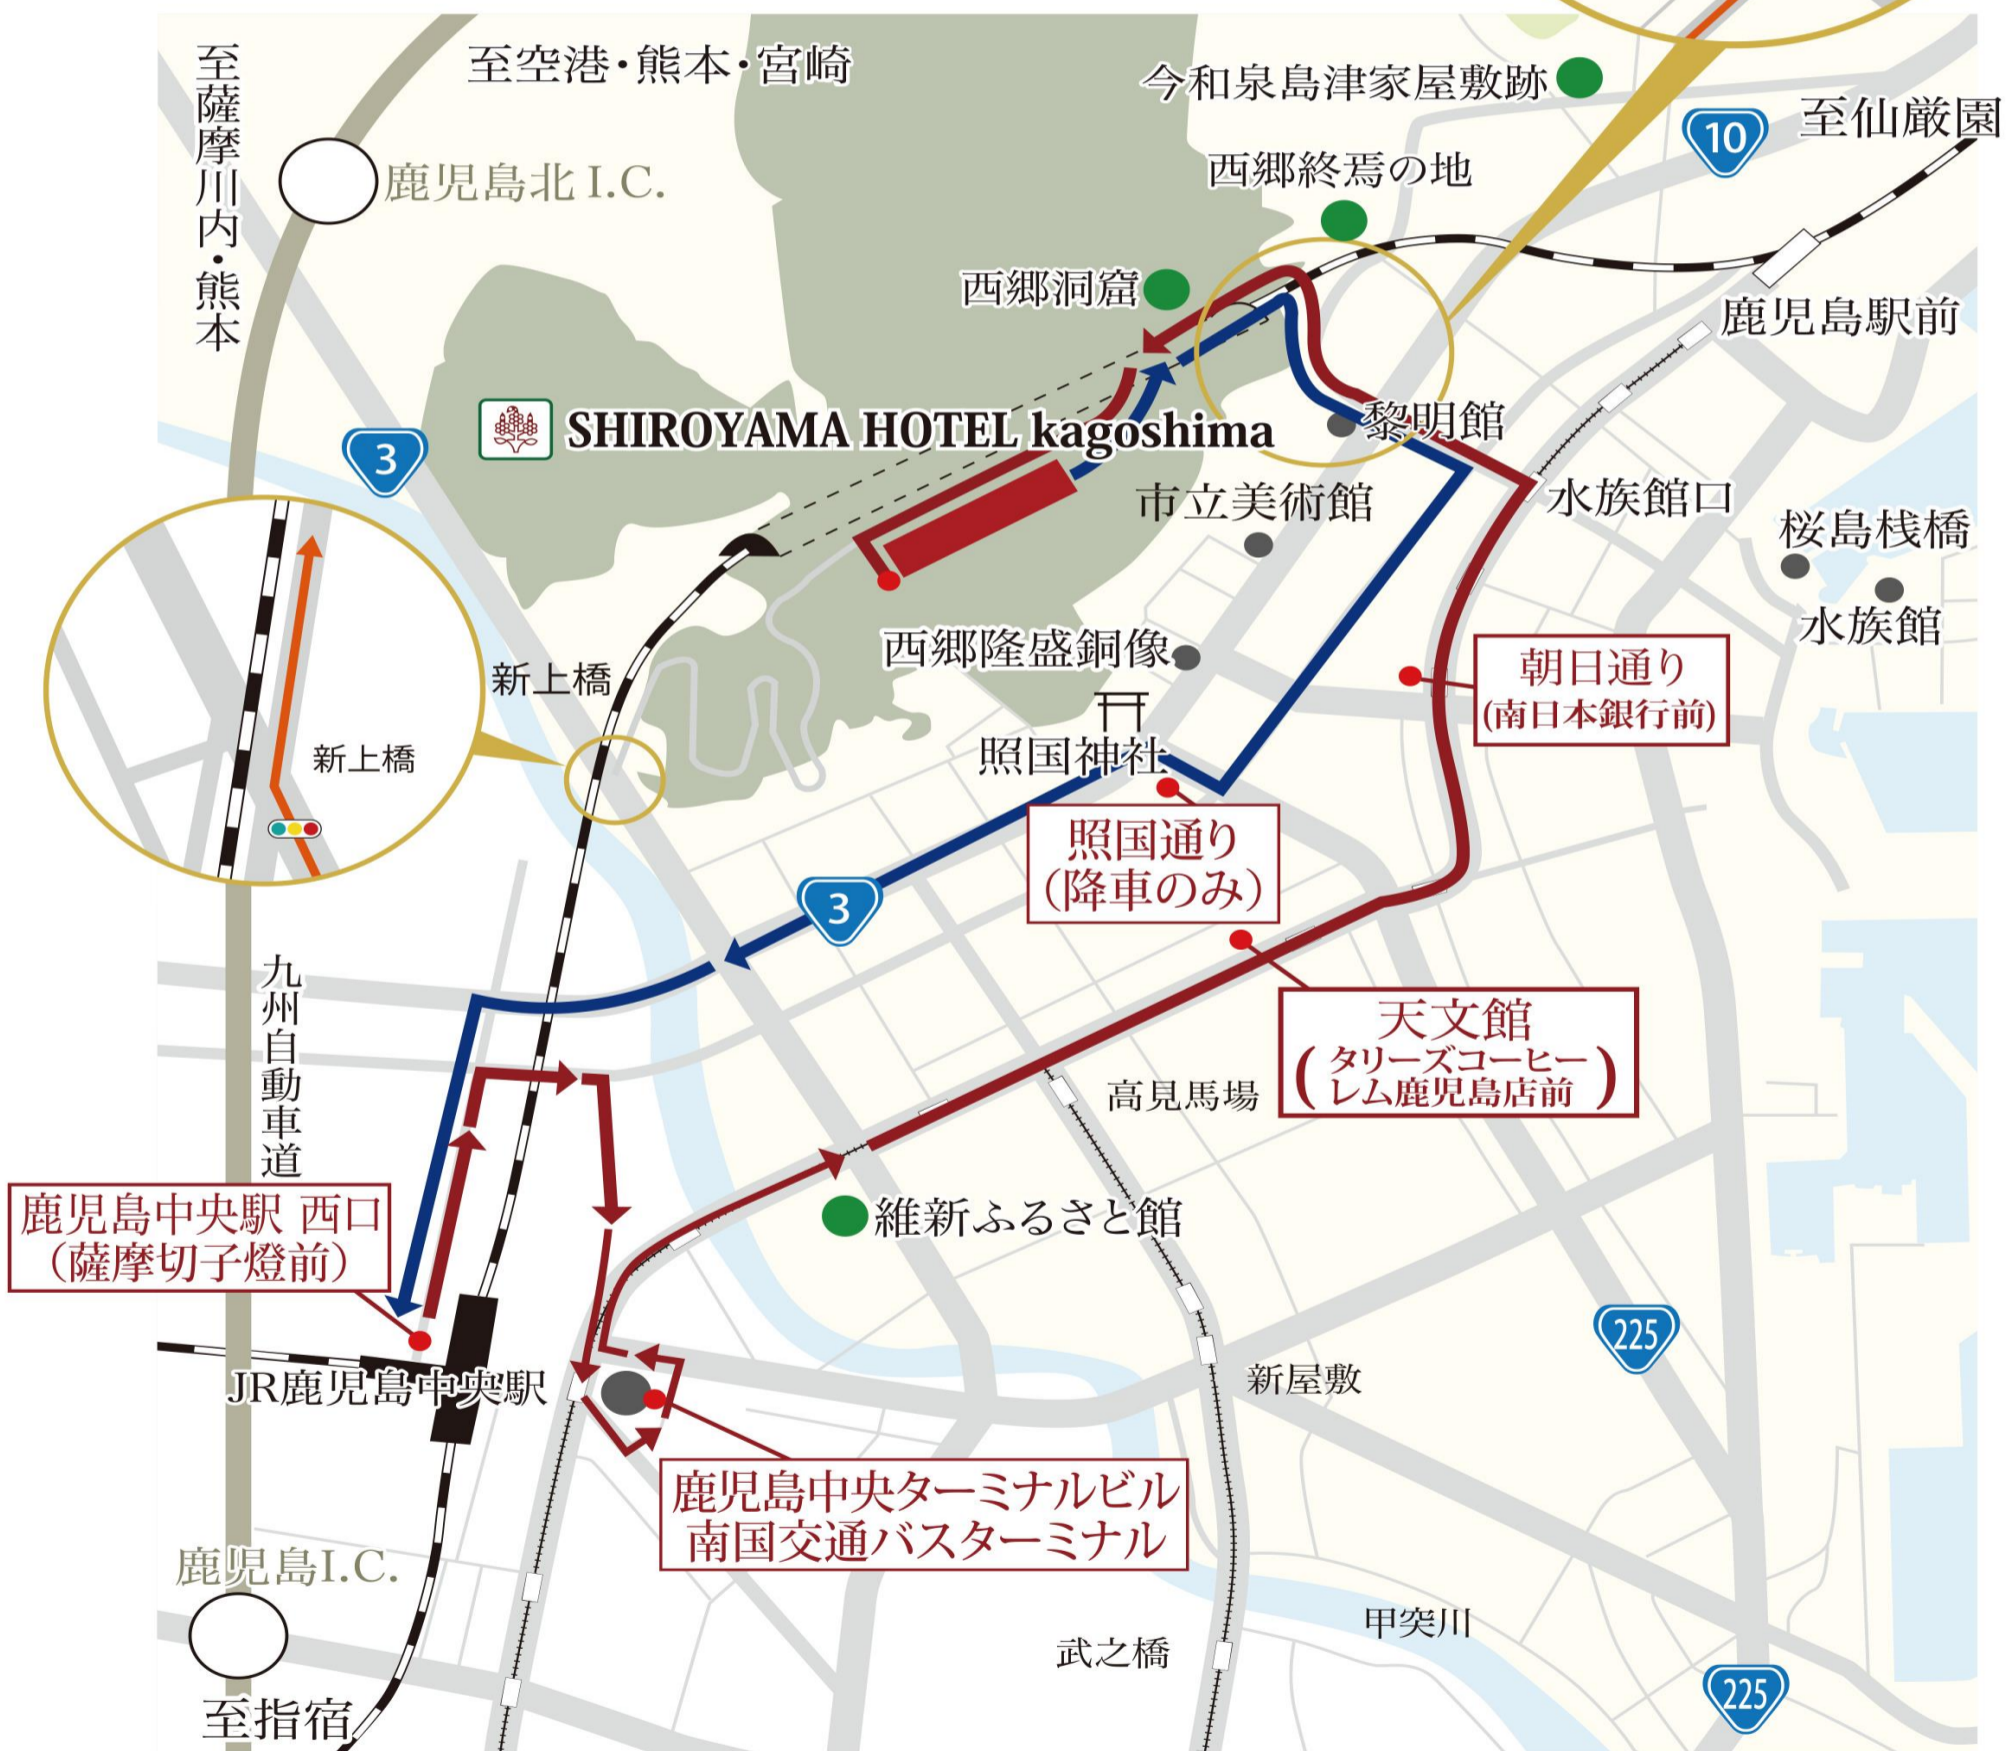 至薩摩川内・熊本
至空港・熊本・宮崎
今和泉島津家屋敷跡
10
至仙厳園
鹿児島北 I.C.
西郷終焉の地
西郷洞窟
鹿児島駅前
3
SHIROYAMA HOTEL kagoshima
黎明館
市立美術館
水族館口
桜島桟橋
水族館
新上橋
新上橋
西郷隆盛銅像
朝日通り
(南日本銀行前)
照国神社
照国通り
（降車のみ）
3
九州自動車道
天文館
( タリーズコーヒー
レム鹿児島店前 )
高見馬場
鹿児島中央駅 西口
（薩摩切子燈前）
維新ふるさと館
225
JR鹿児島中央駅
新屋敷
鹿児島中央ターミナルビル
南国交通バスターミナル
鹿児島I.C.
甲突川
武之橋
225
至指宿